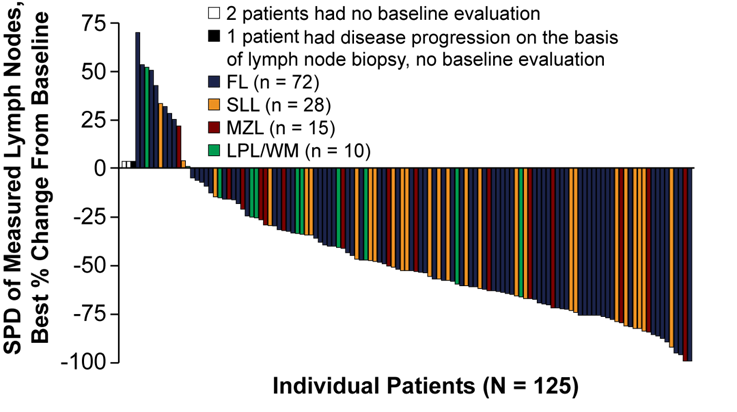 SPD of Measured Lymph Nodes,
Best % Change From Baseline
75
50
25
0
-25
-50
-75
-100
2 patients had no baseline evaluation
1 patient had disease progression on the basis
of lymph node biopsy, no baseline evaluation
FL (n = 72)
SLL (n = 28)
MZL (n = 15)
LPL/WM (n = 10)
Individual Patients (N = 125)